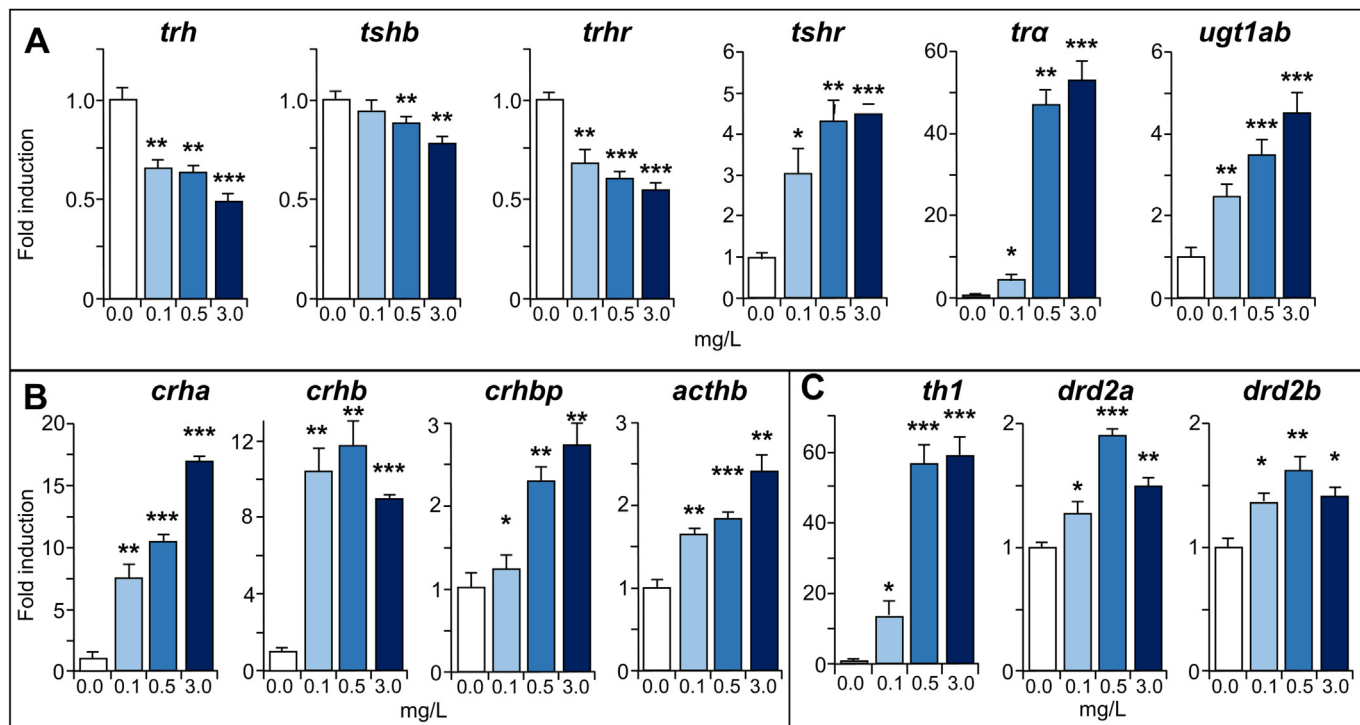 A
trh tshb trhr tshr trα ugt1ab
Fold induction
1.0 0.5 0
** ** ***
0.0 0.1 0.5 3.0
1.0 0.5 0
** **
0.0 0.1 0.5 3.0
1.0 0.5 0
** *** ***
0.0 0.1 0.5 3.0
6 5 4 3 2 1 0
* ** ***
0.0 0.1 0.5 3.0
60 40 20 0
* ** ***
0.0 0.1 0.5 3.0
6 4 2 0
** *** ***
0.0 0.1 0.5 3.0
mg/L
B
crha crhb crhbp acthb
Fold induction
20 15 10 5 0
** *** ***
0.0 0.1 0.5 3.0
12 8 4 0
** ** ***
0.0 0.1 0.5 3.0
3 2 1 0
* ** **
0.0 0.1 0.5 3.0
3 2 1 0
** *** **
0.0 0.1 0.5 3.0
mg/L
C
th1 drd2a drd2b
60 40 20 0
* *** ***
0.0 0.1 0.5 3.0
2 1 0
* *** **
0.0 0.1 0.5 3.0
2 1 0
* ** *
0.0 0.1 0.5 3.0
mg/L